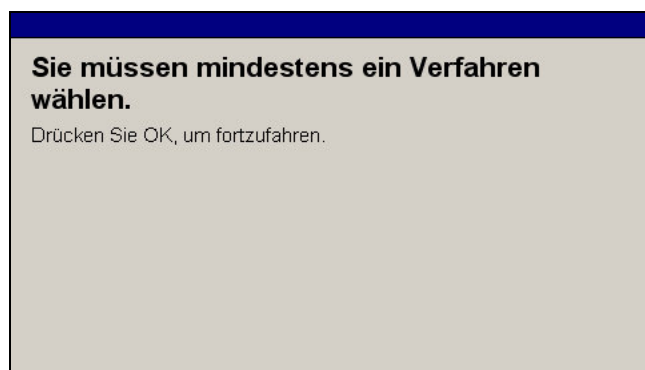 Sie müssen mindestens ein Verfahren
wählen.
Drücken Sie OK, um fortzufahren.